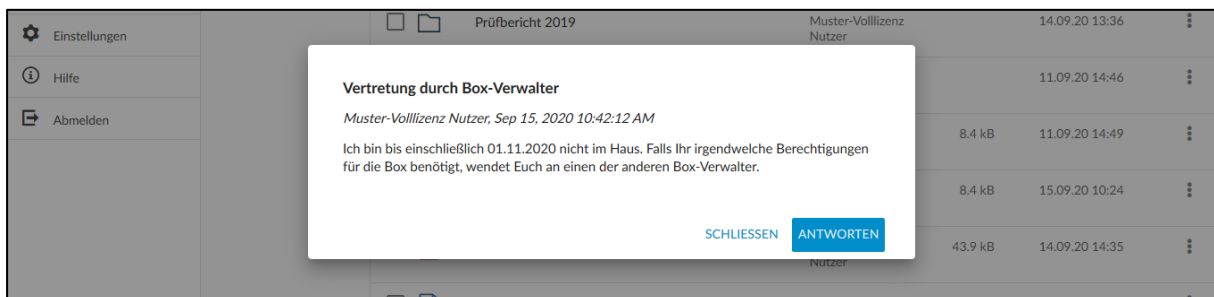 Einstellungen
Hilfe
Abmelden
Prüfbericht 2019
Muster-Volllizenz
Nutzer
14.09.20 13:36
11.09.20 14:46
8.4 kB
11.09.20 14:49
8.4 kB
15.09.20 10:24
43.9 kB
14.09.20 14:35
Nutzer
Vertretung durch Box-Verwalter
Muster-Volllizenz Nutzer, Sep 15, 2020 10:42:12 AM
Ich bin bis einschließlich 01.11.2020 nicht im Haus. Falls Ihr irgendwelche Berechtigungen
für die Box benötigt, wendet Euch an einen der anderen Box-Verwalter.
SCHLIESSEN
ANTWORTEN